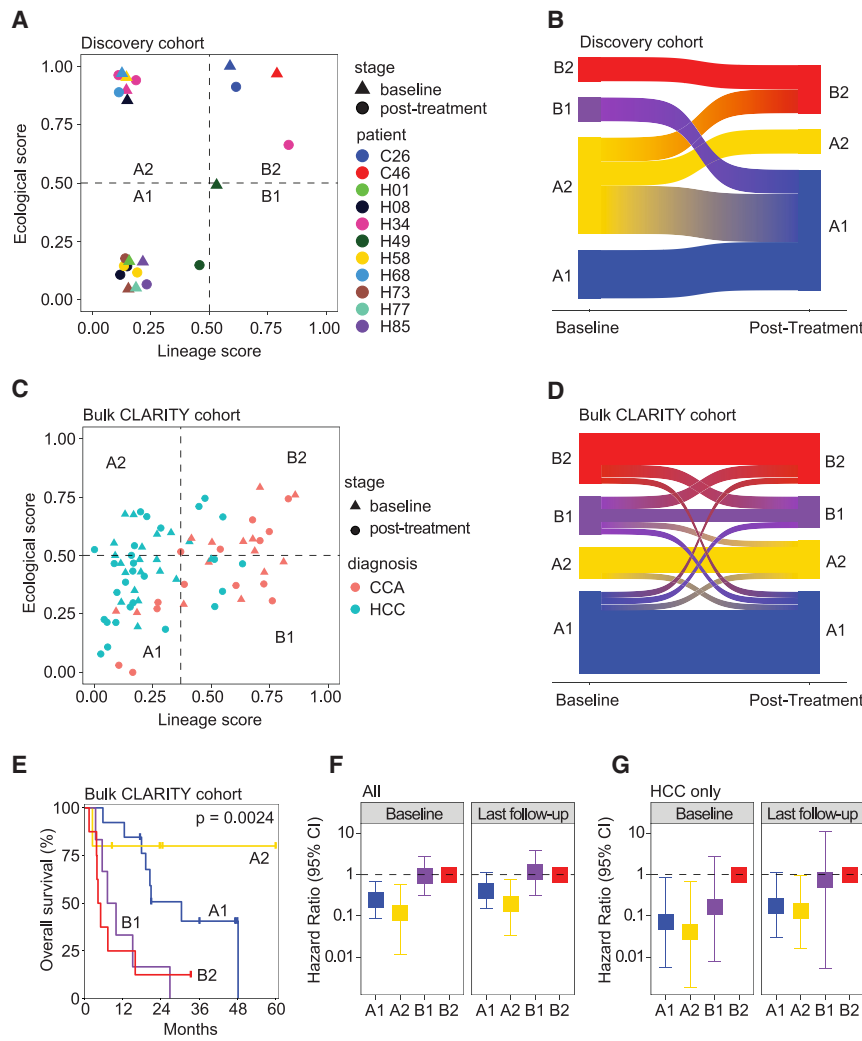 A
Discovery cohort
Ecological score
1.00
0.75
0.50
0.25
0.00
A2
B2
A1
B1
0.00 0.25 0.50 0.75 1.00
Lineage score
stage
baseline
post-treatment
patient
C26
C46
H01
H08
H34
H49
H58
H68
H73
H77
H85
B
Discovery cohort
B2
B1
A2
A1
B2
A2
A1
Baseline
Post-Treatment
C
Bulk CLARITY cohort
Ecological score
1.00
0.75
0.50
0.25
0.00
A2
B2
A1
B1
0.00 0.25 0.50 0.75 1.00
Lineage score
stage
baseline
post-treatment
diagnosis
CCA
HCC
D
Bulk CLARITY cohort
B2
B1
A2
A1
B2
B1
A2
A1
Baseline
Post-Treatment
E
Bulk CLARITY cohort
Overall survival (%)
100
75
50
25
0
p = 0.0024
A2
A1
B1
B2
0 12 24 36 48 60
Months
F
All
Baseline
Last follow-up
Hazard Ratio (95% CI)
10
1
0.1
0.01
A1 A2 B1 B2
A1 A2 B1 B2
G
HCC only
Baseline
Last follow-up
Hazard Ratio (95% CI)
10
1
0.1
0.01
A1 A2 B1 B2
A1 A2 B1 B2